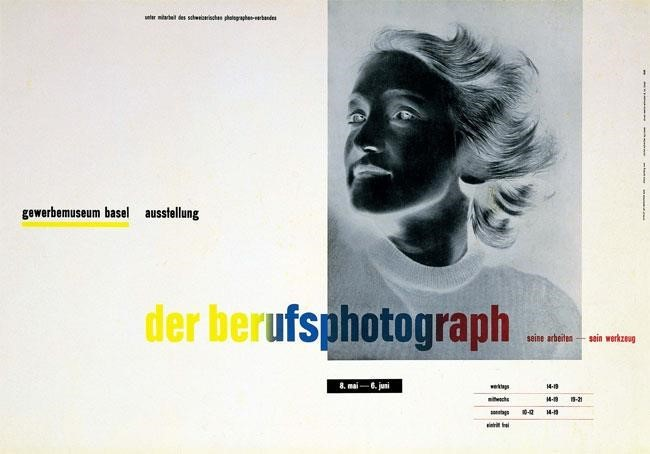 unter mitarbeit des schweizerischen photographen-verbandes
gewerbemuseum basel ausstellung
der berufsphotograph
seine arbeiten — sein werkzeug
8. mai — 6. juni
werktags 14-19
mittwochs 14-19 19-21
sonntags 10-12 14-19
eintritt frei